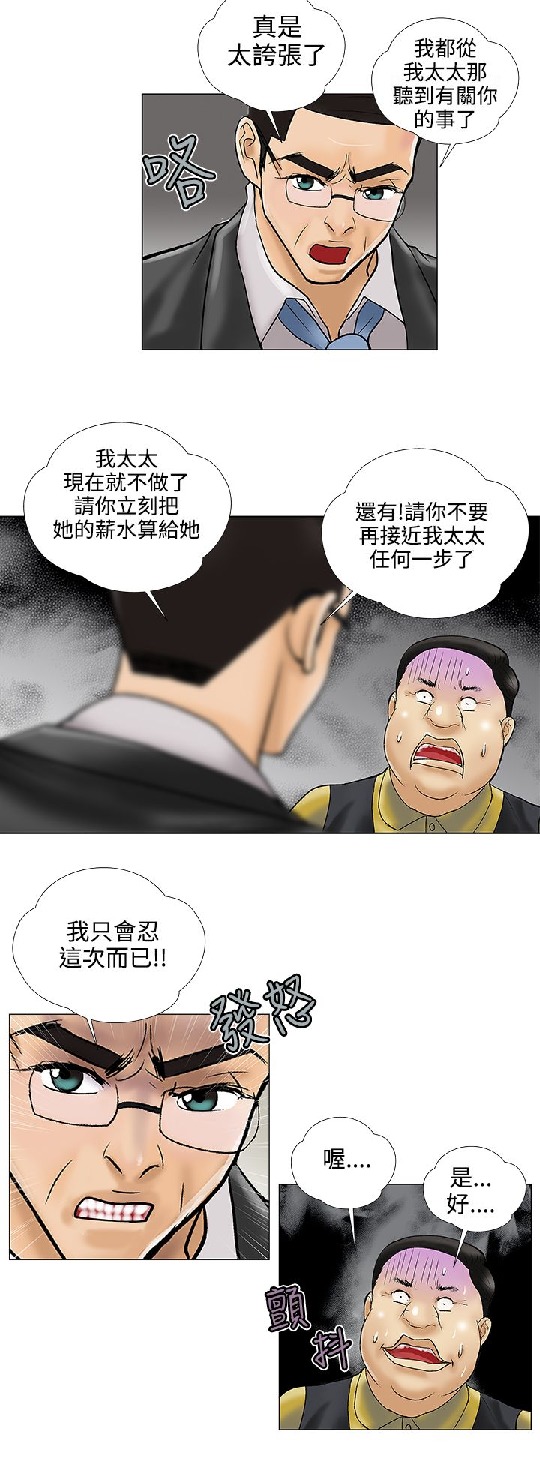 真是
太誇張了
我都從
我太太那
聽到有關你
的事了
咯
我太太
現在就不做了
請你立刻把
她的薪水算給她
還有!請你不要
再接近我太太
任何一步了
我只會忍
這次而已!!
發怒
喔....
是...
好....
顫
抖